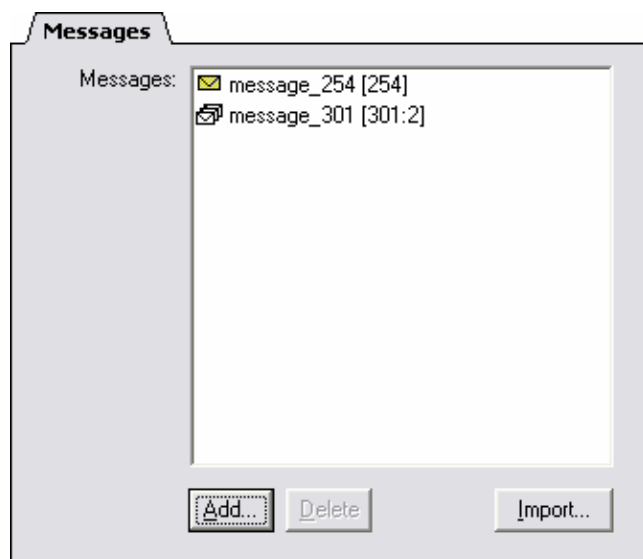 Messages
Messages:
message_254 [254]
message_301 [301:2]
Add... Delete Import...